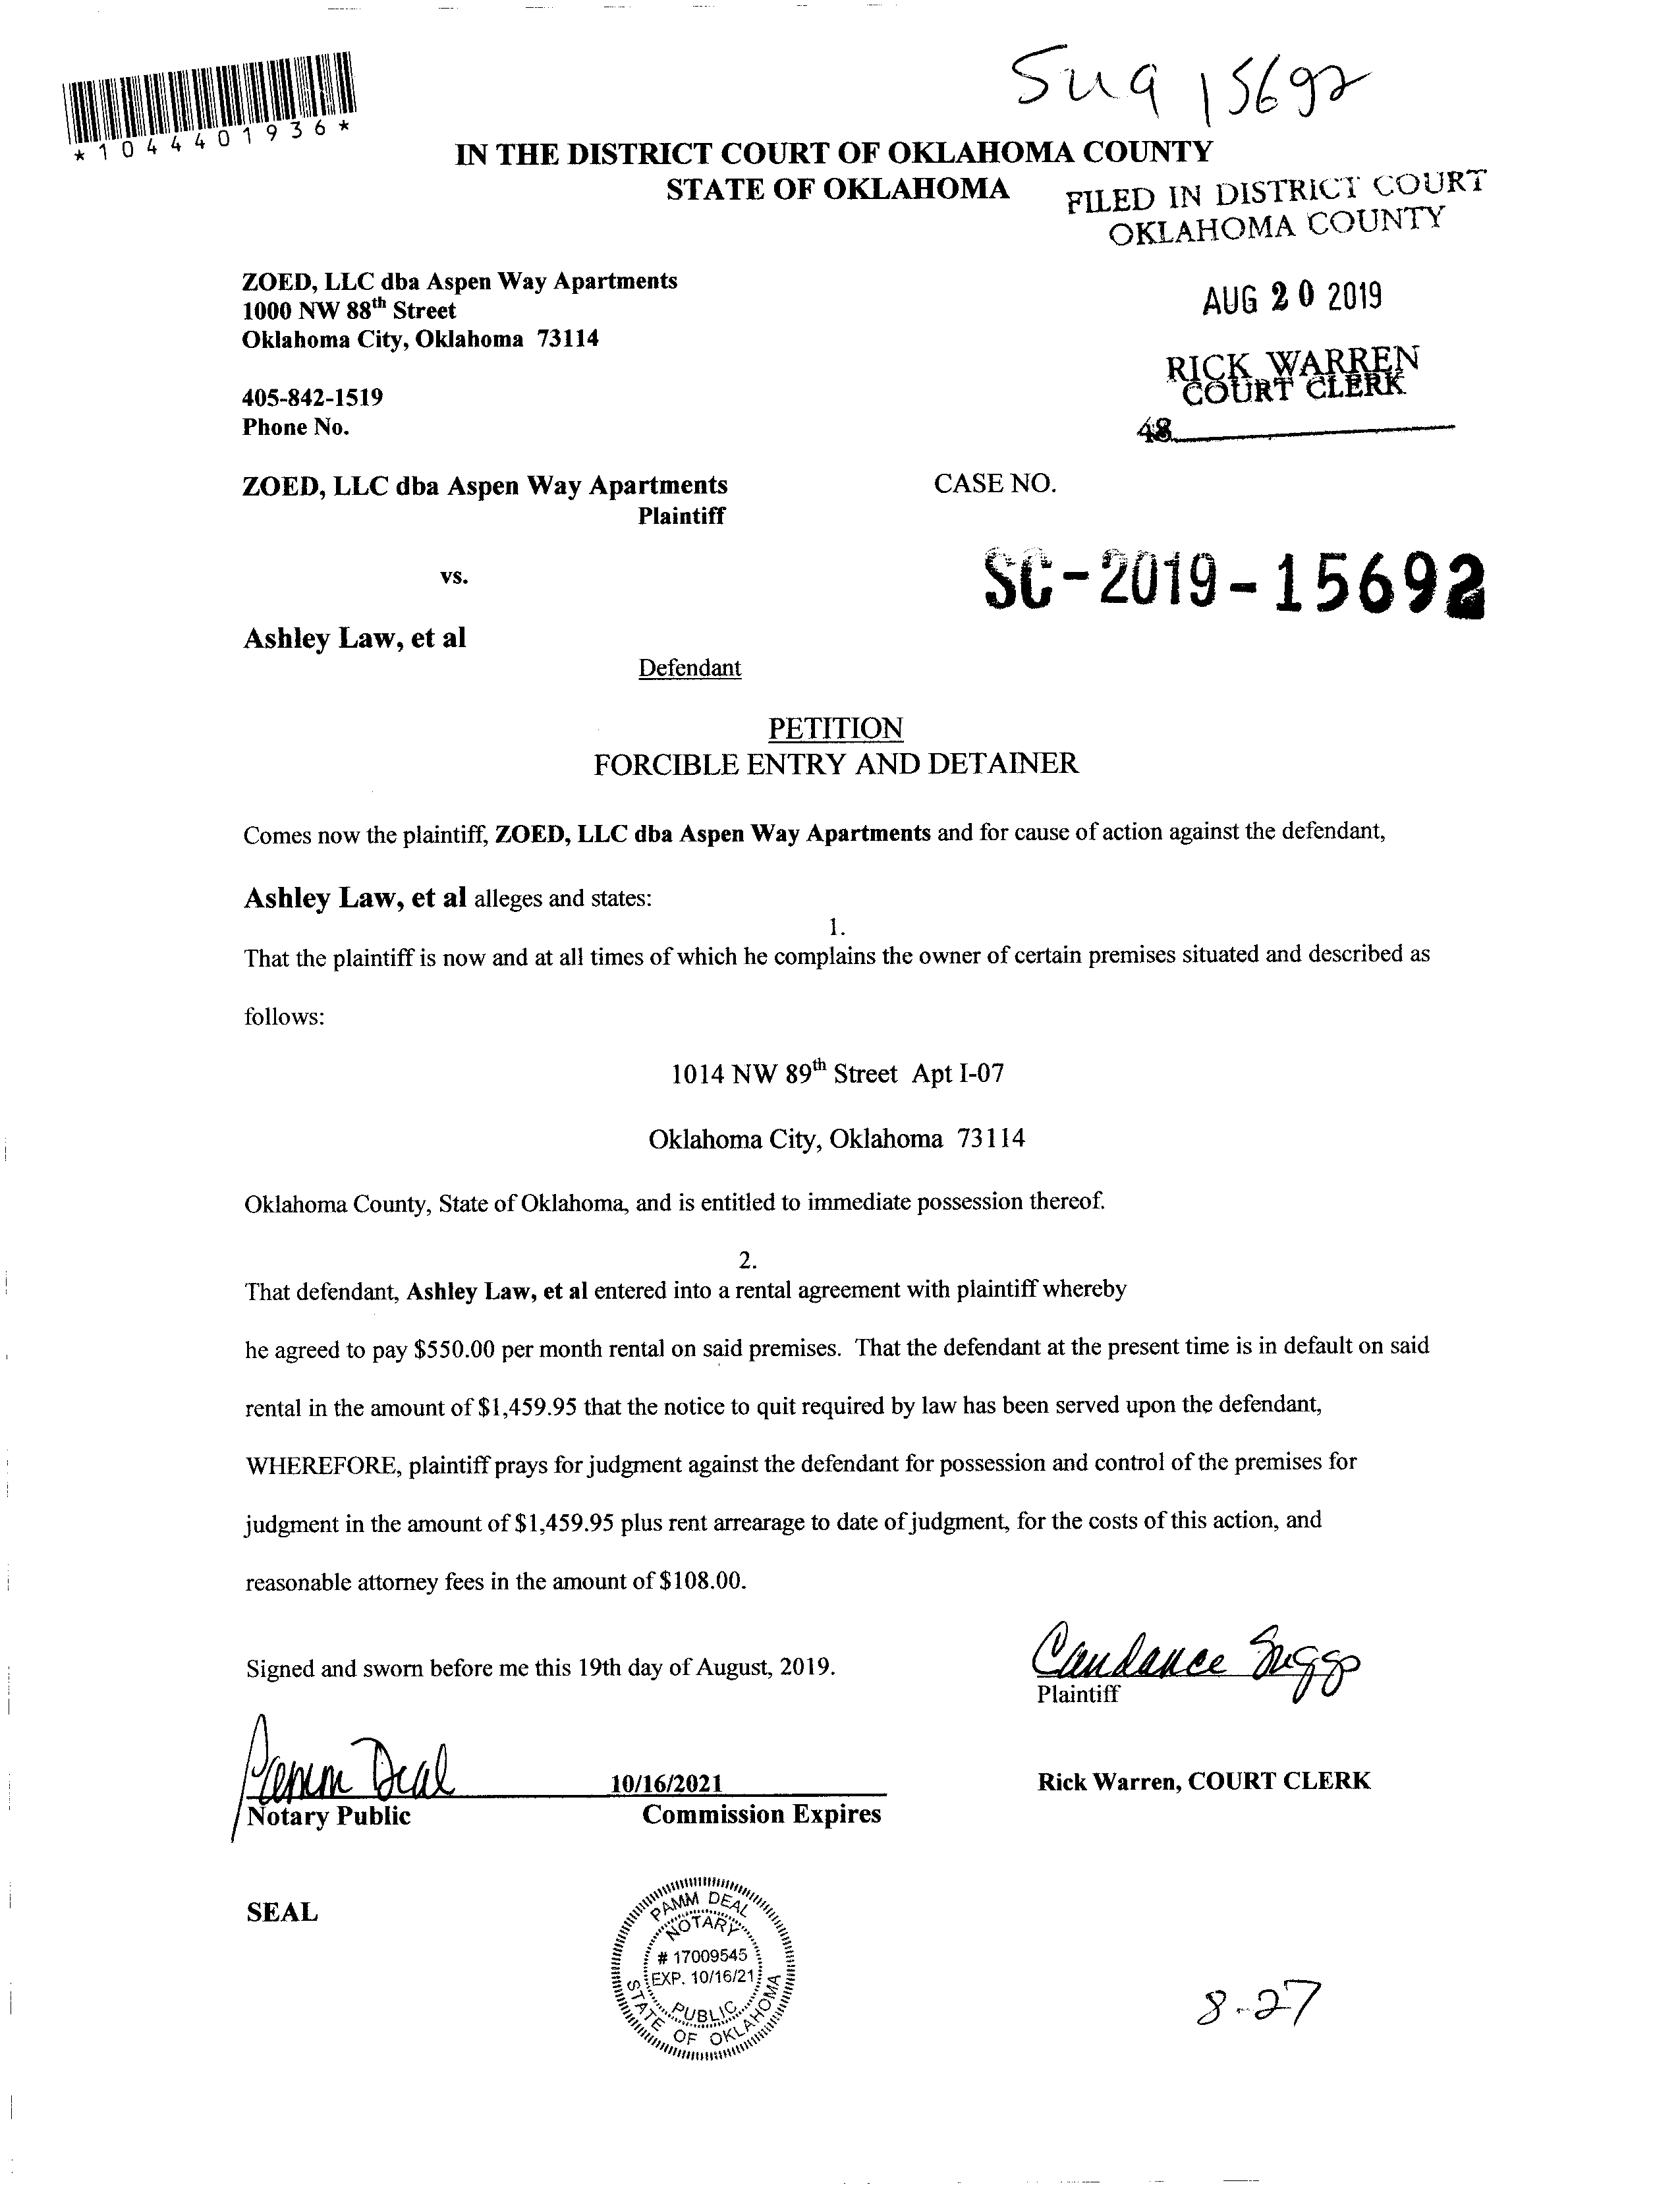 Sug 15692
*1044401936*
IN THE DISTRICT COURT OF OKLAHOMA COUNTY
STATE OF OKLAHOMA
FILED IN DISTRICT COURT
OKLAHOMA COUNTY
ZOED, LLC dba Aspen Way Apartments
1000 NW 88th Street
Oklahoma City, Oklahoma 73114
AUG 20 2019
RICK WARREN
COURT CLERK
405-842-1519
Phone No.
48
ZOED, LLC dba Aspen Way Apartments
Plaintiff
CASE NO.
vs.
SC-2019-15692
Ashley Law, et al
Defendant
PETITION
FORCIBLE ENTRY AND DETAINER
Comes now the plaintiff, ZOED, LLC dba Aspen Way Apartments and for cause of action against the defendant,
Ashley Law, et al alleges and states:
1.
That the plaintiff is now and at all times of which he complains the owner of certain premises situated and described as
follows:
1014 NW 89th Street Apt I-07
Oklahoma City, Oklahoma 73114
Oklahoma County, State of Oklahoma, and is entitled to immediate possession thereof.
2.
That defendant, Ashley Law, et al entered into a rental agreement with plaintiff whereby
he agreed to pay $550.00 per month rental on said premises. That the defendant at the present time is in default on said
rental in the amount of $1,459.95 that the notice to quit required by law has been served upon the defendant,
WHEREFORE, plaintiff prays for judgment against the defendant for possession and control of the premises for
judgment in the amount of $1,459.95 plus rent arrearage to date of judgment, for the costs of this action, and
reasonable attorney fees in the amount of $108.00.
Signed and sworn before me this 19th day of August, 2019.
Candance Suggs
Plaintiff
Pamm Deal
10/16/2021
Notary Public
Commission Expires
Rick Warren, COURT CLERK
SEAL
PAMM DEAL
NOTARY
# 17009545
EXP. 10/16/21
PUBLIC
STATE OF OKLAHOMA
8-27